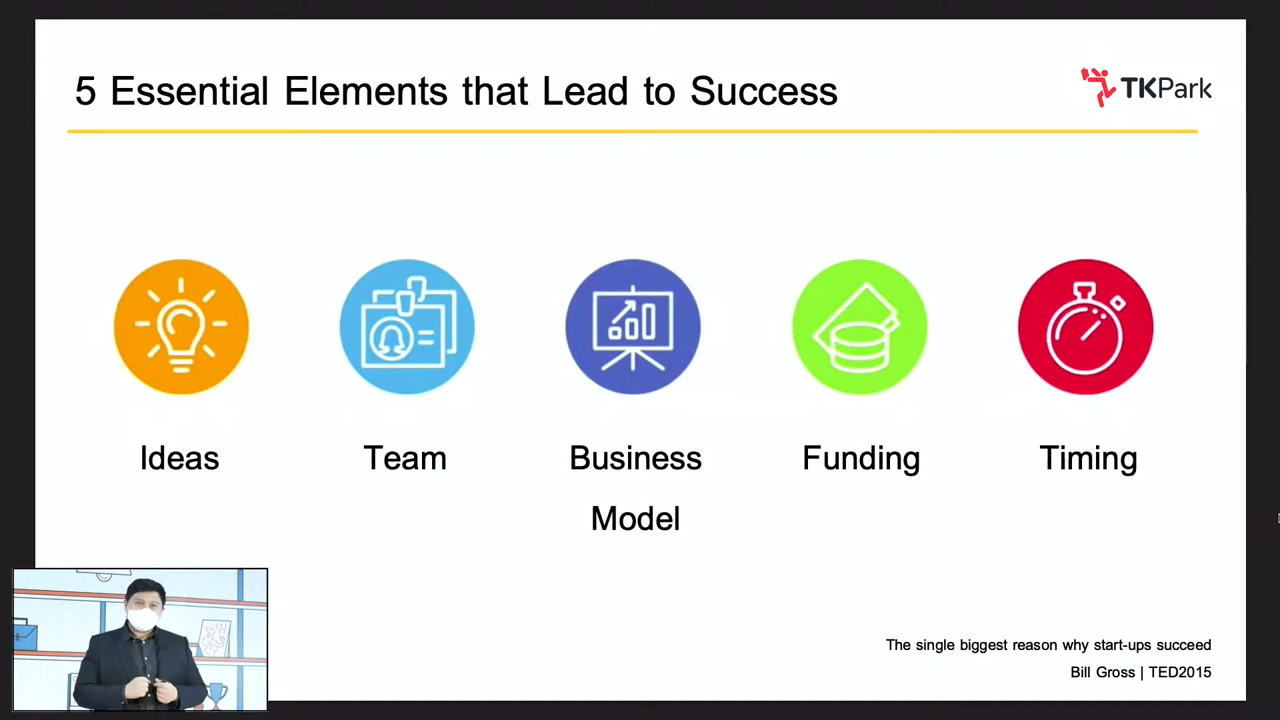 5 Essential Elements that Lead to Success
TKPark
Ideas
Team
Business
Model
Funding
Timing
The single biggest reason why start-ups succeed
Bill Gross | TED2015